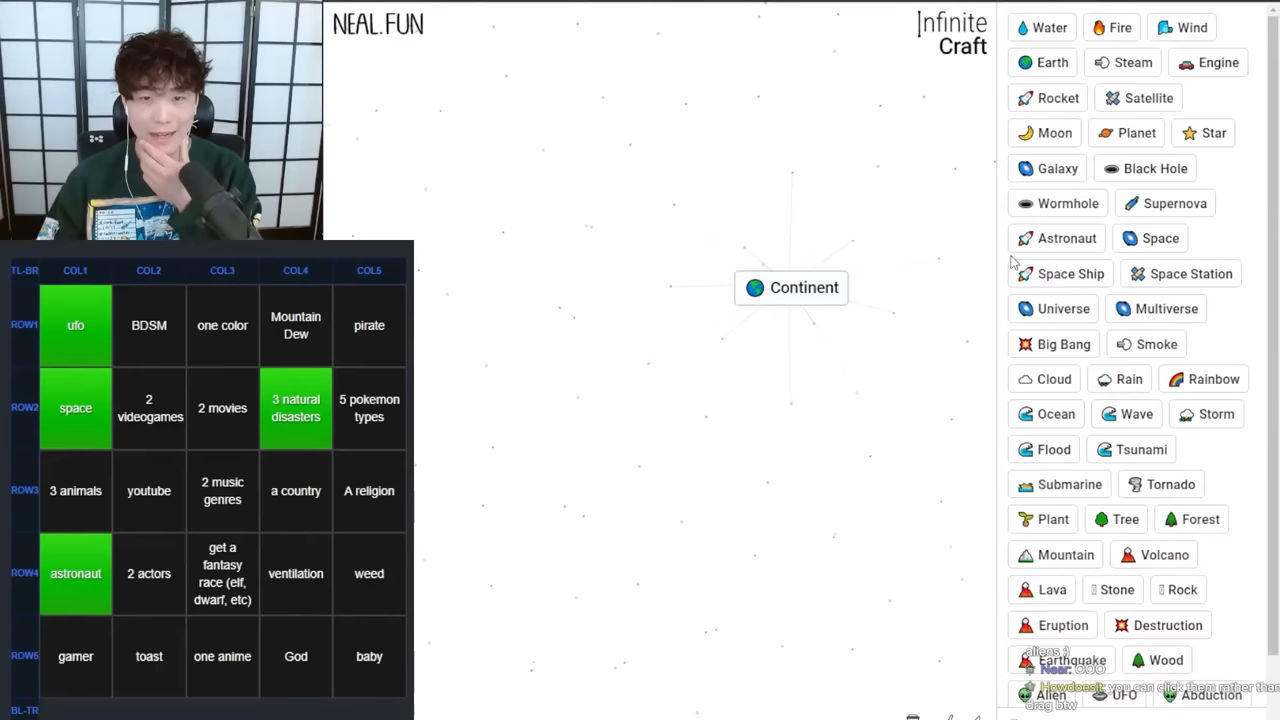 NEAL.FUN
Infinite
Craft
Continent
Water
Fire
Wind
Earth
Steam
Engine
Rocket
Satellite
Moon
Planet
Star
Galaxy
Black Hole
Wormhole
Supernova
Astronaut
Space
Space Ship
Space Station
Universe
Multiverse
Big Bang
Smoke
Cloud
Rain
Rainbow
Ocean
Wave
Storm
Flood
Tsunami
Submarine
Tornado
Plant
Tree
Forest
Mountain
Volcano
Lava
Stone
Rock
Eruption
Destruction
Earthquake
Wood
Alien
UFO
Abduction
aliens :)
Near: OOO
Howdoesit: you can click them rather than
drag btw
TL-BR
COL1
COL2
COL3
COL4
COL5
ROW1
ufo
BDSM
one color
Mountain
Dew
pirate
ROW2
space
2
videogames
2 movies
3 natural
disasters
5 pokemon
types
ROW3
3 animals
youtube
2 music
genres
a country
A religion
ROW4
astronaut
2 actors
get a
fantasy
race (elf,
dwarf, etc)
ventilation
weed
ROW5
gamer
toast
one anime
God
baby
BL-TR